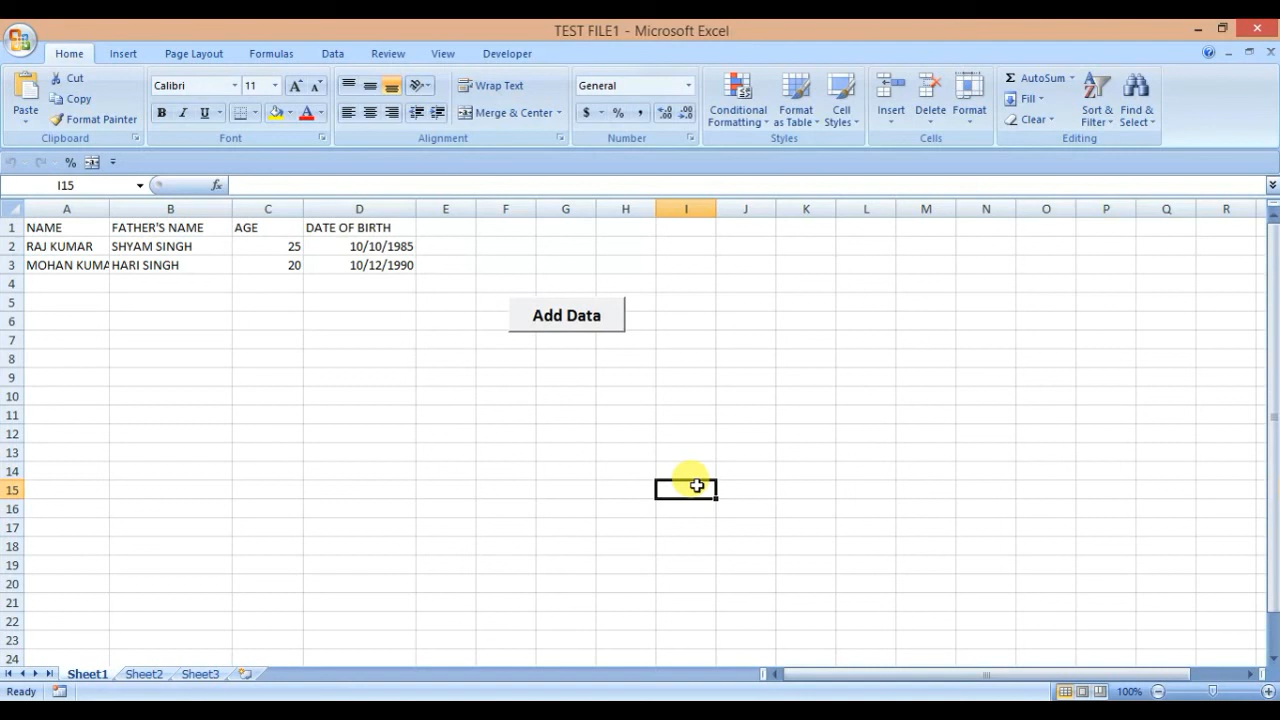 TEST FILE1 - Microsoft Excel
Home Insert Page Layout Formulas Data Review View Developer
Paste
Cut
Copy
Format Painter
Clipboard
Calibri 11
B I U
Font
Wrap Text
Merge & Center
Alignment
General
$ % ,
Number
Conditional Formatting
Format as Table
Cell Styles
Styles
Insert Delete Format
Cells
AutoSum
Fill
Clear
Sort & Filter
Find & Select
Editing
%
I15
fx
A B C D E F G H I J K L M N O P Q R
1 NAME FATHER'S NAME AGE DATE OF BIRTH
2 RAJ KUMAR SHYAM SINGH 25 10/10/1985
3 MOHAN KUMA HARI SINGH 20 10/12/1990
4
5
Add Data
6
7
8
9
10
11
12
13
14
15
16
17
18
19
20
21
22
23
24
Sheet1 Sheet2 Sheet3
Ready
100%